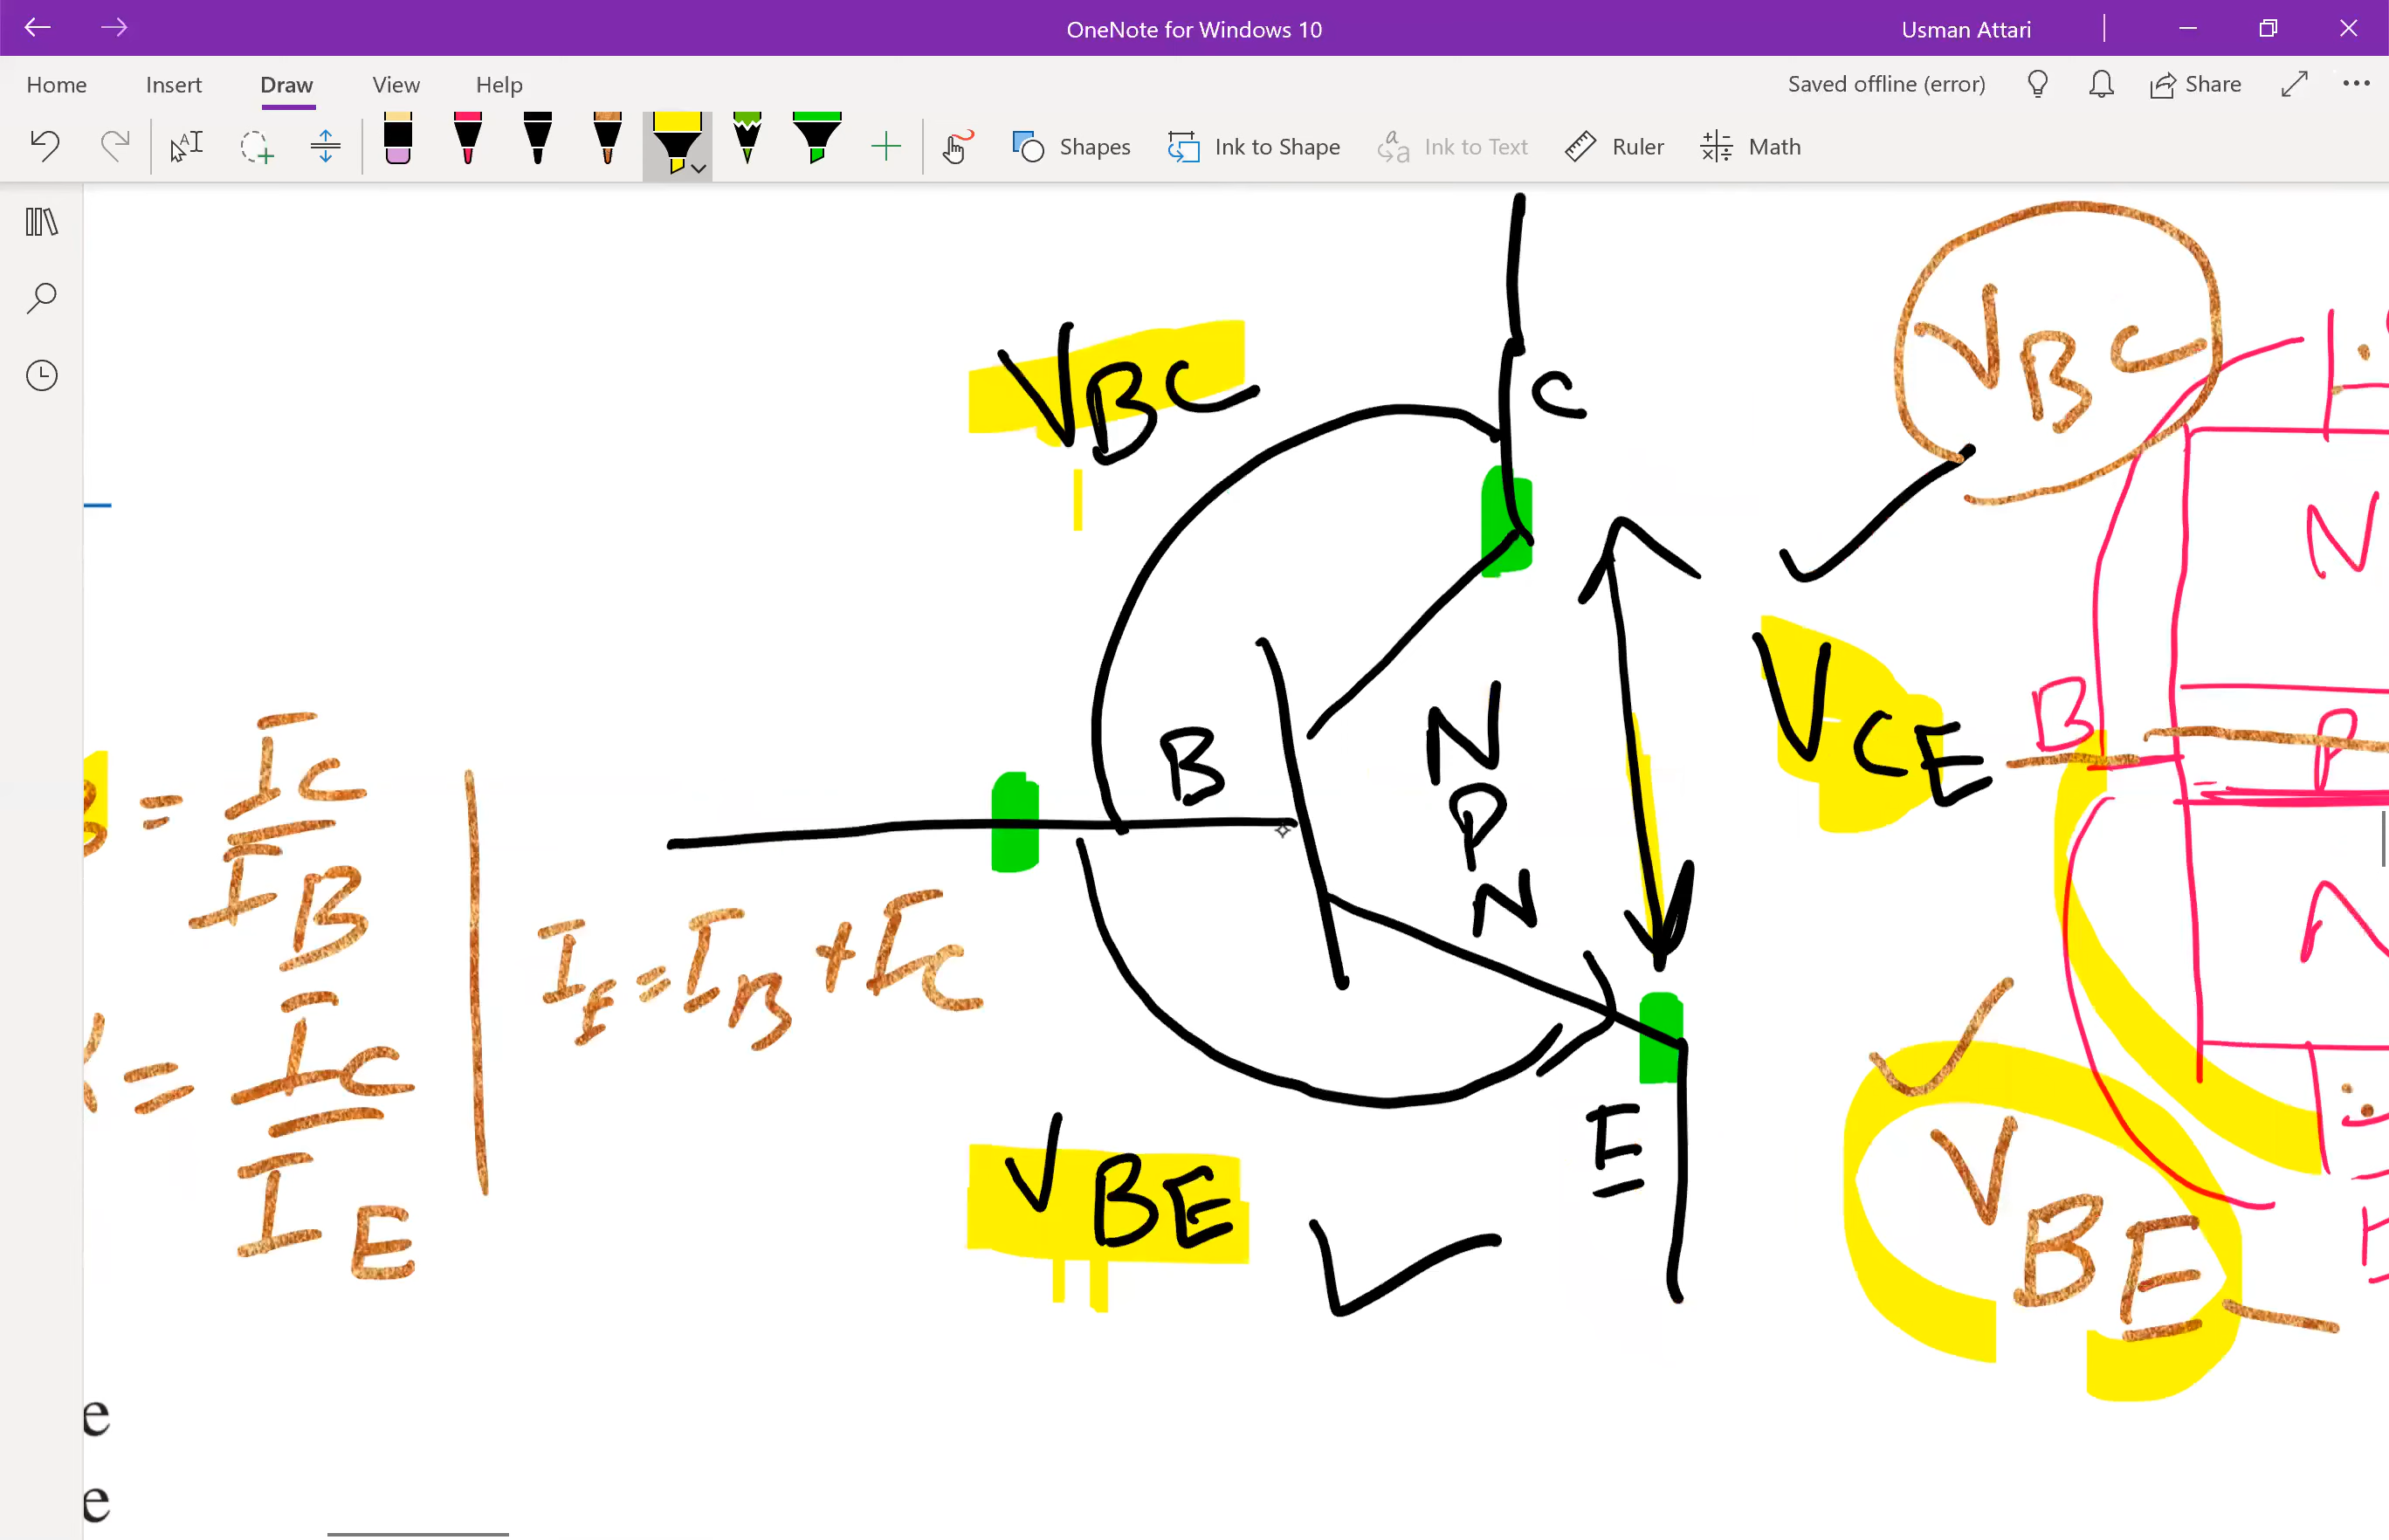 OneNote for Windows 10
Usman Attari
Home Insert Draw View Help
Saved offline (error) Share
Shapes Ink to Shape Ink to Text Ruler Math
VBC
C
VBC
N
B
N
P
N
VCE
B
P
= IC
IB
IE = IB + IC
N
= IC
IE
E
VBE
VBE
e
e